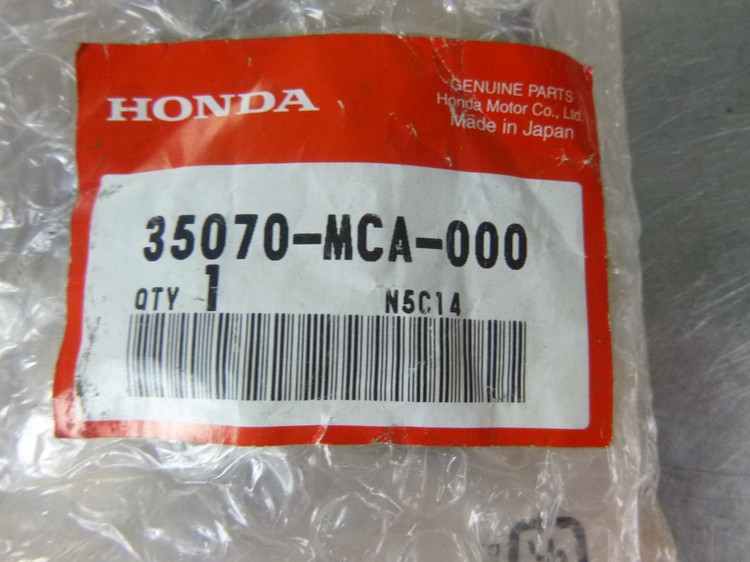 HONDA
GENUINE PARTS
Honda Motor Co., Ltd.
Made in Japan
35070-MCA-000
QTY 1 N5C14